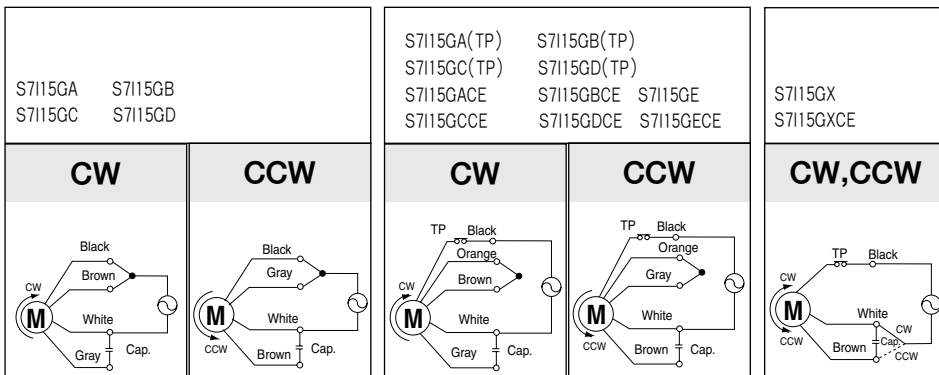 S7I15GA S7I15GB
S7I15GC S7I15GD
S7I15GA(TP) S7I15GB(TP)
S7I15GC(TP) S7I15GD(TP)
S7I15GACE S7I15GBCE S7I15GE
S7I15GCCE S7I15GDCE S7I15GECE
S7I15GX
S7I15GXCE
CW
CCW
CW
CCW
CW,CCW
Black
Brown
CW
M
White
Gray Cap.
Black
Gray
M
White
CCW
Brown Cap.
TP Black
Orange
Brown
CW
M
White
Gray Cap.
TP Black
Orange
Gray
M
White
CCW
Brown Cap.
TP Black
CW
M
White
CW
CCW
Brown Cap.
CCW